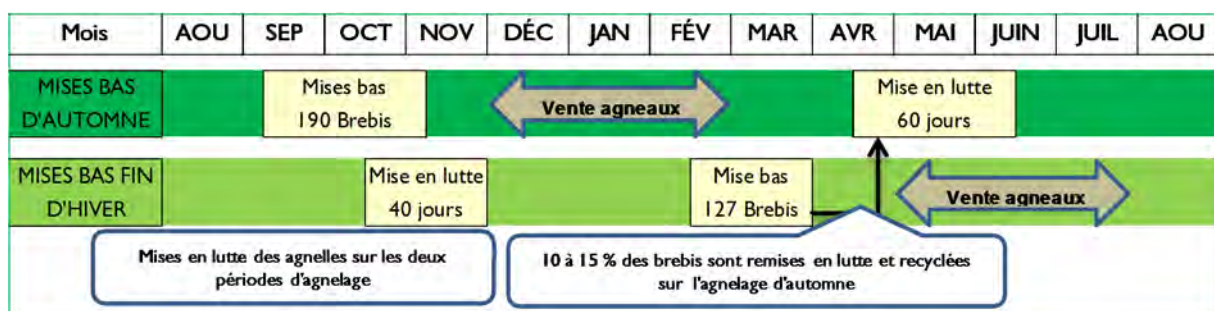 Mois AOU SEP OCT NOV DÉC JAN FÉV MAR AVR MAI JUIN JUIL AOU
MISES BAS
D'AUTOMNE
Mises bas
190 Brebis
Vente agneaux
Mise en lutte
60 jours
MISES BAS FIN
D'HIVER
Mise en lutte
40 jours
Mise bas
127 Brebis
Vente agneaux
Mises en lutte des agnelles sur les deux
périodes d'agnelage
10 à 15 % des brebis sont remises en lutte et recyclées
sur l'agnelage d'automne